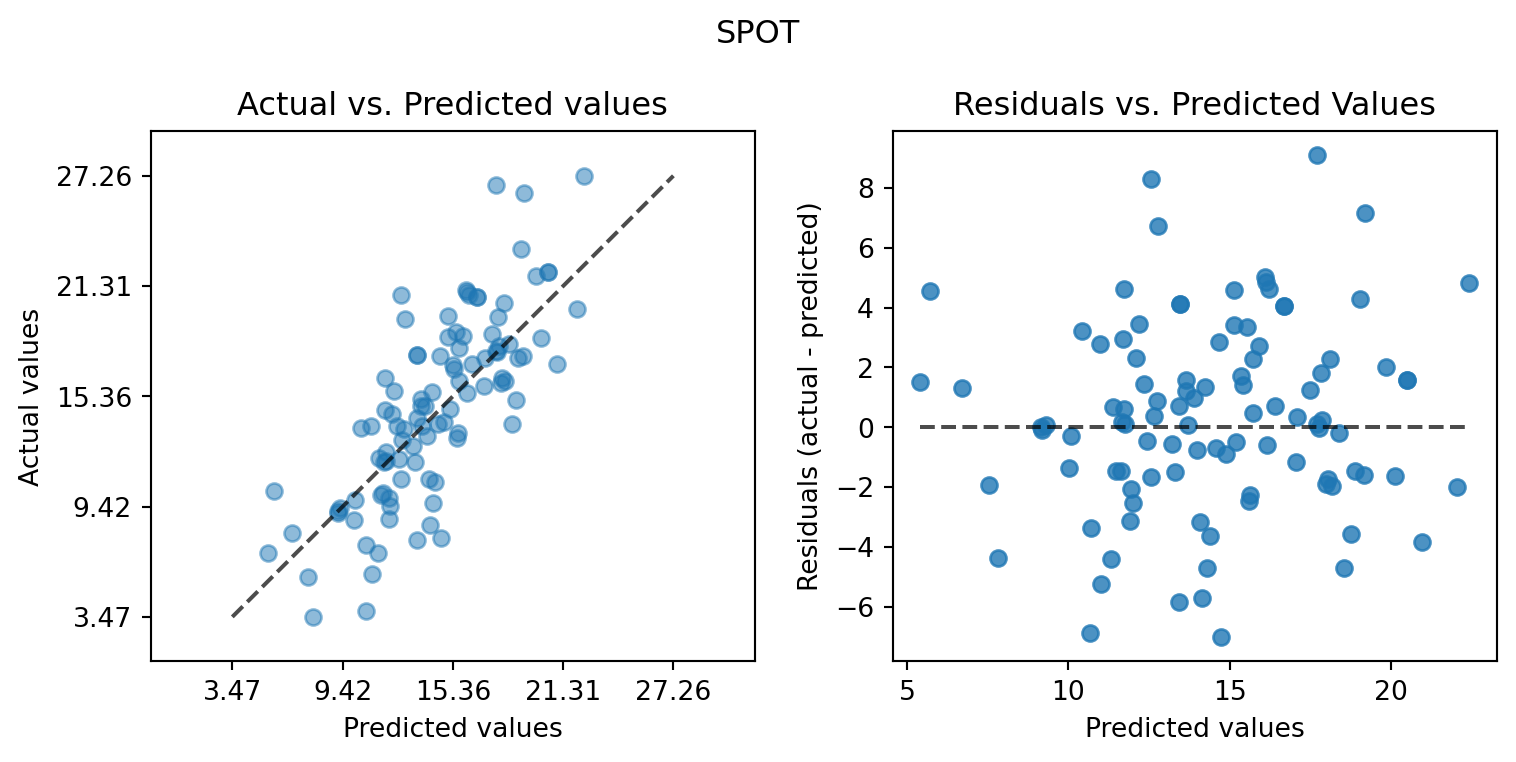 SPOT
Actual vs. Predicted values
27.26
21.31
15.36
9.42
3.47
Actual values
3.47 9.42 15.36 21.31 27.26
Predicted values
Residuals vs. Predicted Values
8
6
4
2
0
−2
−4
−6
Residuals (actual - predicted)
5 10 15 20
Predicted values